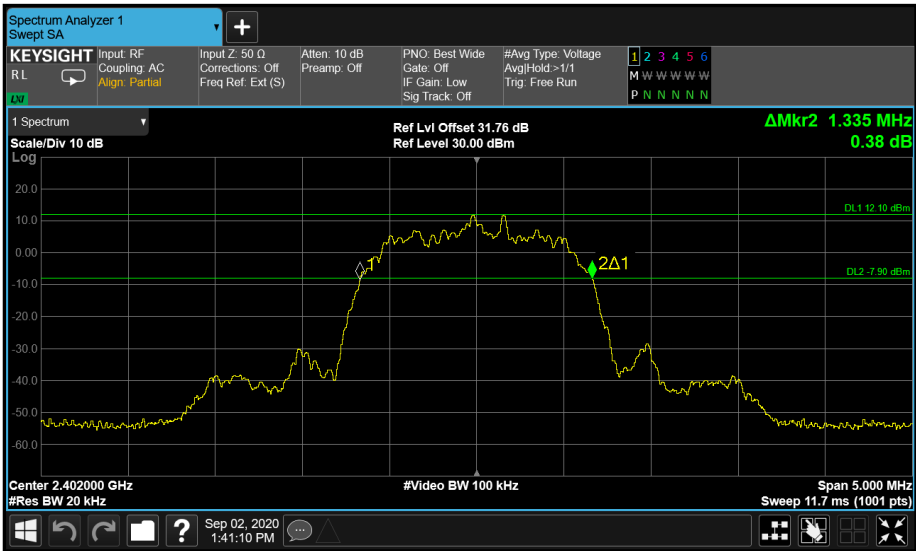 Spectrum Analyzer 1
Swept SA
+
KEYSIGHT
R L
LXI
Input: RF
Coupling: AC
Align: Partial
Input Z: 50 Ω
Corrections: Off
Freq Ref: Ext (S)
Atten: 10 dB
Preamp: Off
PNO: Best Wide
Gate: Off
IF Gain: Low
Sig Track: Off
#Avg Type: Voltage
Avg|Hold:>1/1
Trig: Free Run
1 2 3 4 5 6
M W W W W W
P N N N N N
1 Spectrum
Scale/Div 10 dB
Ref Lvl Offset 31.76 dB
Ref Level 30.00 dBm
ΔMkr2 1.335 MHz
0.38 dB
Log
20.0
10.0
0.00
-10.0
-20.0
-30.0
-40.0
-50.0
-60.0
DL1 12.10 dBm
DL2 -7.90 dBm
1
2Δ1
Center 2.402000 GHz
#Res BW 20 kHz
#Video BW 100 kHz
Span 5.000 MHz
Sweep 11.7 ms (1001 pts)
?
Sep 02, 2020
1:41:10 PM